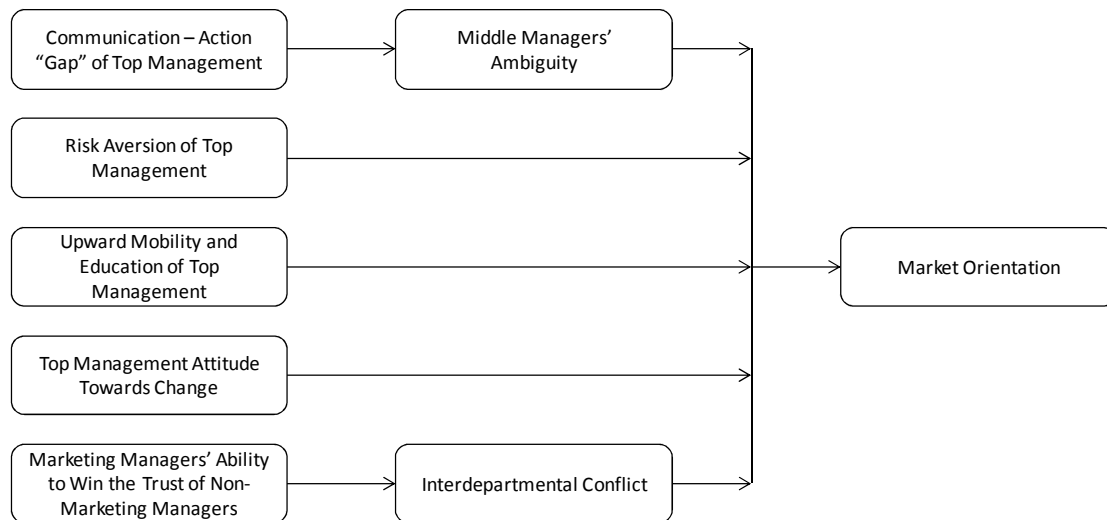 Communication – Action
“Gap” of Top Management
Middle Managers’
Ambiguity
Risk Aversion of Top
Management
Upward Mobility and
Education of Top
Management
Market Orientation
Top Management Attitude
Towards Change
Marketing Managers’ Ability
to Win the Trust of Non-
Marketing Managers
Interdepartmental Conflict